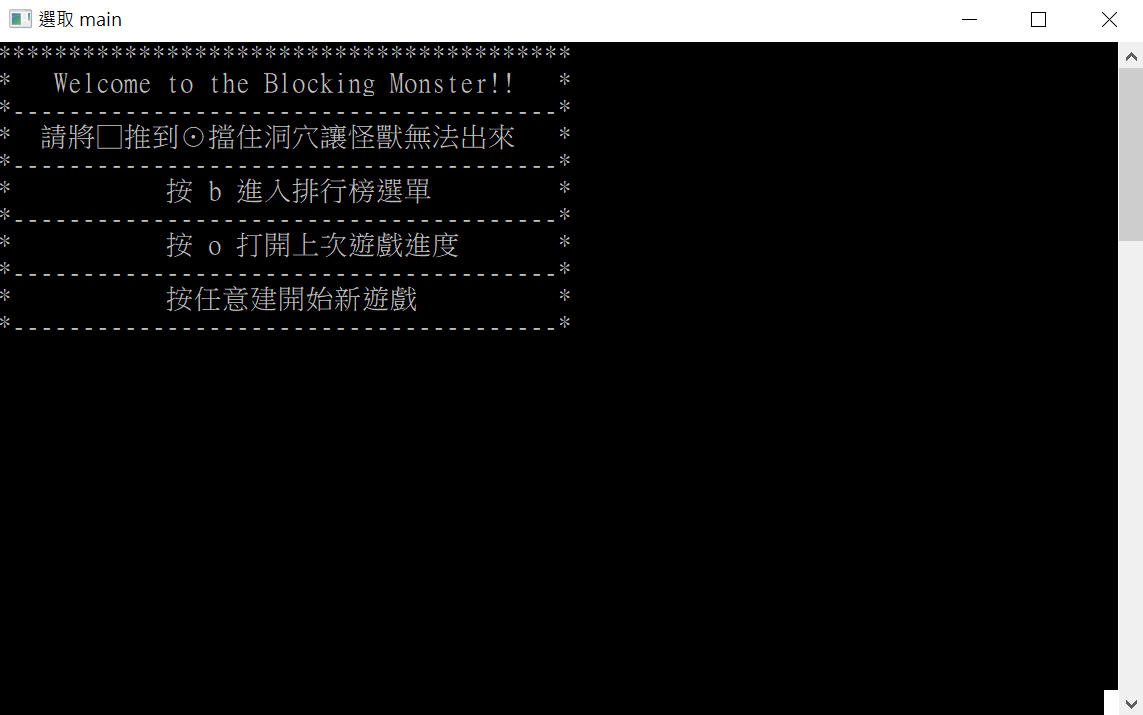 選取 main
*****************************************
* Welcome to the Blocking Monster!! *
*---------------------------------------*
* 請將□推到⊙擋住洞穴讓怪獸無法出來 *
*---------------------------------------*
* 按 b 進入排行榜選單 *
*---------------------------------------*
* 按 o 打開上次遊戲進度 *
*---------------------------------------*
* 按任意建開始新遊戲 *
*---------------------------------------*